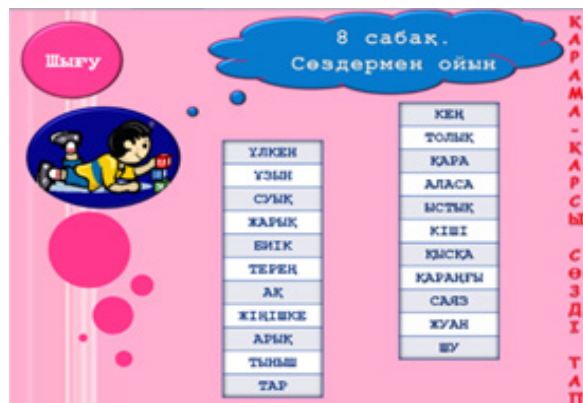 Шығу
8 сабақ.
Сөздермен ойын
ҮЛКЕН
ҰЗЫН
СУЫҚ
ЖАРЫҚ
БИІК
ТЕРЕҢ
АҚ
ЖІҢІШКЕ
АРЫҚ
ТЫНЫШ
ТАР
КЕҢ
ТОЛЫҚ
ҚАРА
АЛАСА
ЫСТЫҚ
КІШІ
ҚЫСҚА
ҚАРАҢҒЫ
САЯЗ
ЖУАН
ШУ
ҚАРАМА-ҚАРСЫ СӨЗДІ ТАП